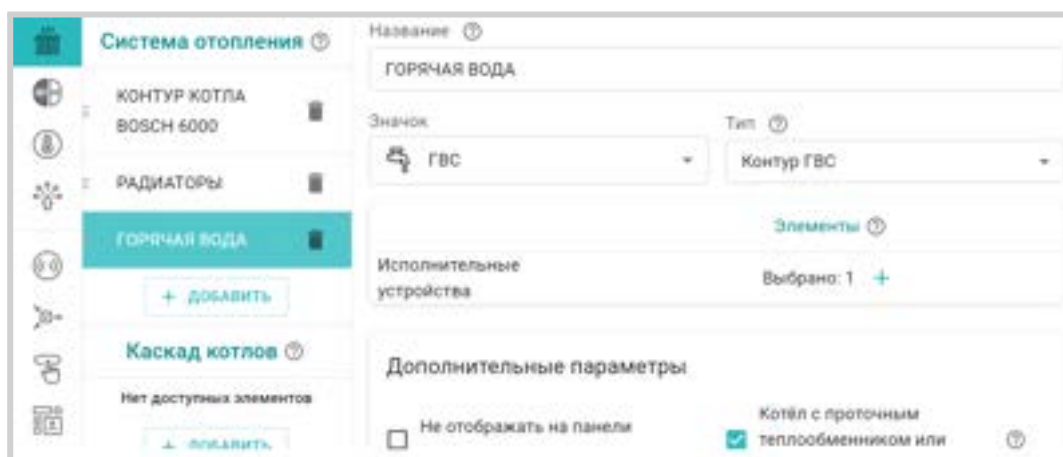 Система отопления
КОНТУР КОТЛА
BOSCH 6000
РАДИАТОРЫ
ГОРЯЧАЯ ВОДА
+ ДОБАВИТЬ
Каскад котлов
Нет доступных элементов
+ ДОБАВИТЬ
Название
ГОРЯЧАЯ ВОДА
Значок
ГВС
Тип
Контур ГВС
Элементы
Исполнительные
устройства
Выбрано: 1 +
Дополнительные параметры
Не отображать на панели
Котёл с проточным
теплообменником или